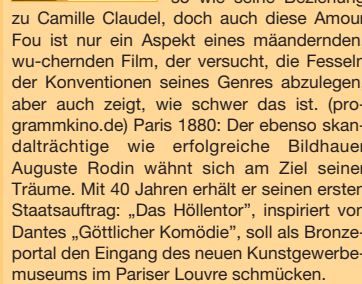 so wie seine Beziehung
zu Camille Claudel, doch auch diese Amour
Fou ist nur ein Aspekt eines mäandernden,
wu-chernden Film, der versucht, die Fesseln
der Konventionen seines Genres abzulegen,
aber auch zeigt, wie schwer das ist. (pro-
grammkino.de) Paris 1880: Der ebenso skan-
dalträchtige wie erfolgreiche Bildhauer
Auguste Rodin wähnt sich am Ziel seiner
Träume. Mit 40 Jahren erhält er seinen ersten
Staatsauftrag: „Das Höllentor”, inspiriert von
Dantes „Göttlicher Komödie”, soll als Bronze-
portal den Eingang des neuen Kunstgewerbe-
museums im Pariser Louvre schmücken.